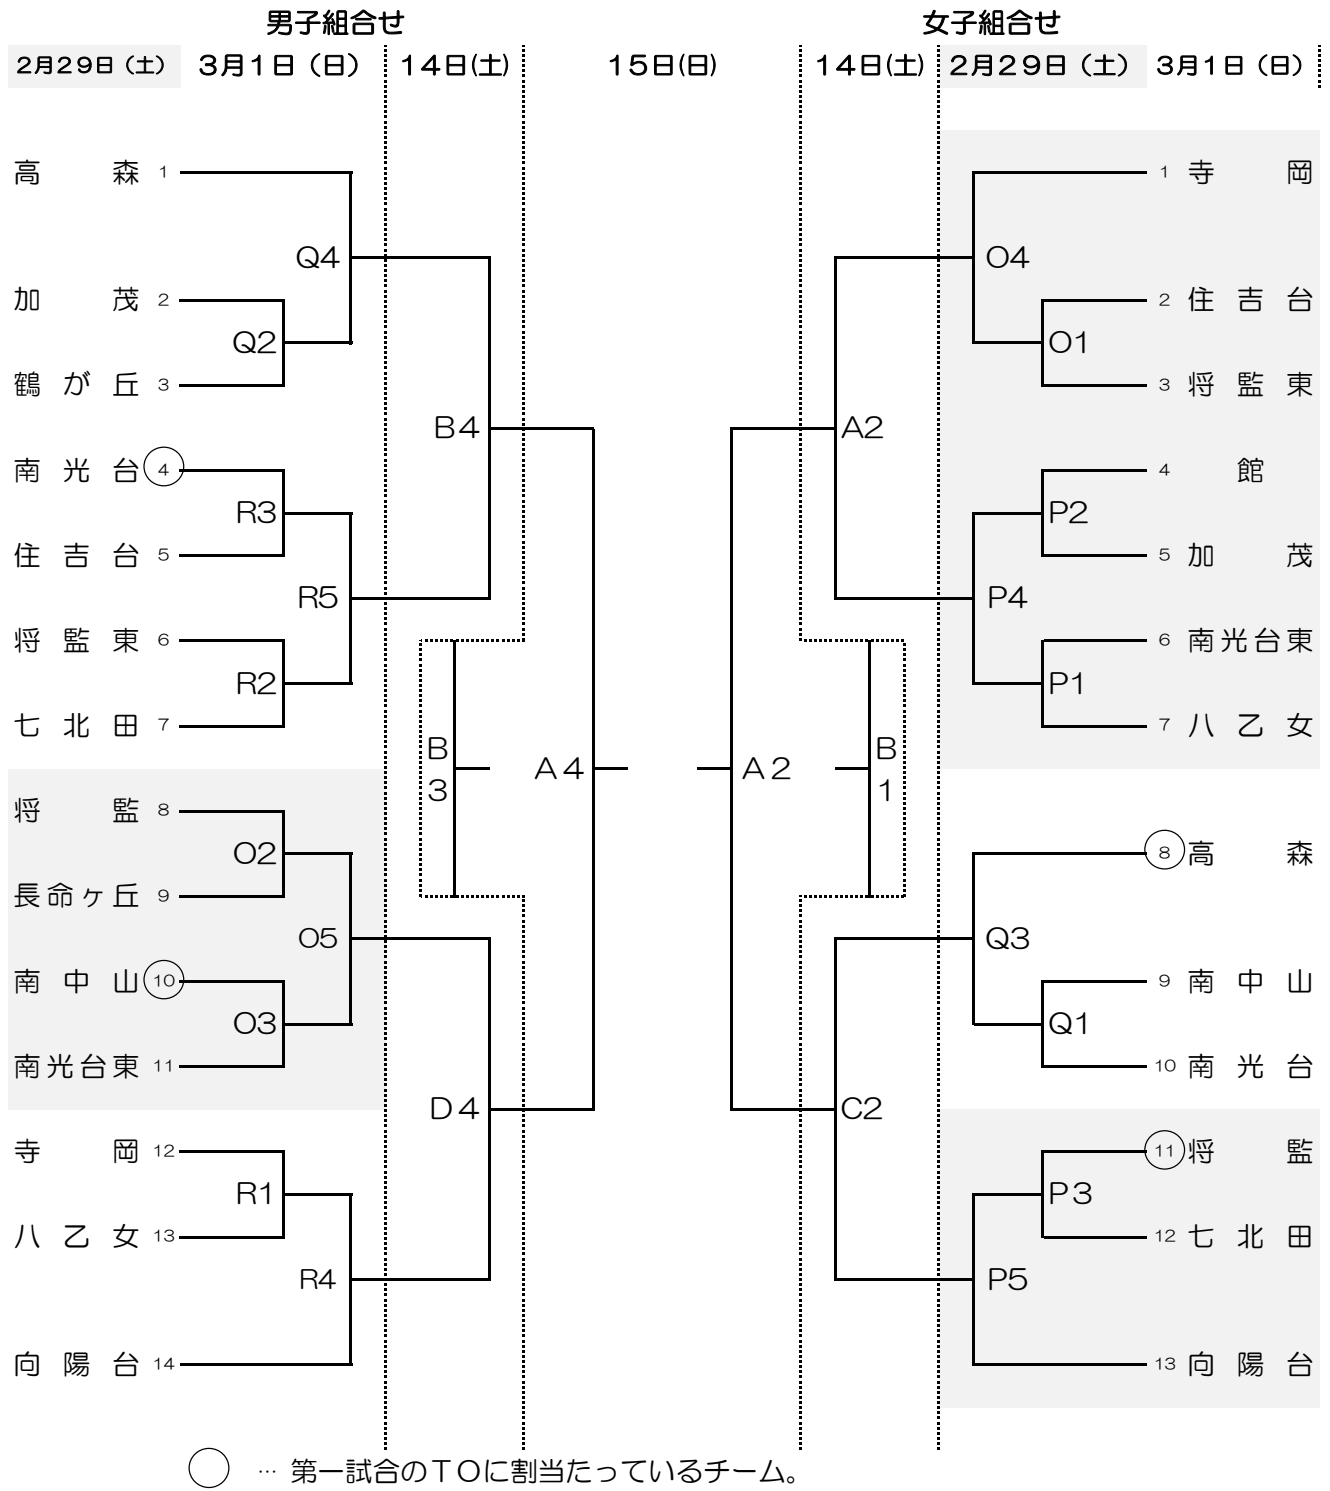 男子組合せ 女子組合せ
2月29日（土） 3月1日（日） 14日(土) 15日(日) 14日(土) 2月29日（土） 3月1日（日）
高森 1 1 寺岡
Q4 O4
加茂 2 2 住吉台
Q2 O1
鶴が丘 3 3 将監東
B4 A2
南光台 4 4 館
R3 P2
住吉台 5 5 加茂
R5 P4
将監東 6 6 南光台東
R2 P1
七北田 7 7 八乙女
B3 A4 A2 B1
将監 8
O2 8 高森
長命ヶ丘 9
O5 Q3
南中山 10 9 南中山
O3 Q1
南光台東 11 10 南光台
D4 C2
寺岡 12 11 将監
R1 P3
八乙女 13 12 七北田
R4 P5
向陽台 14 13 向陽台
… 第一試合のTOに割当たっているチーム。